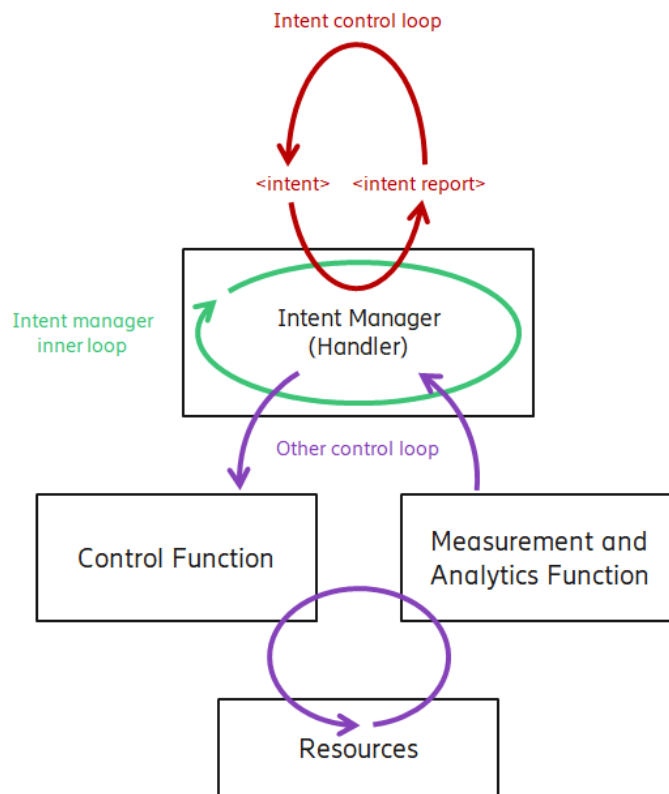 Intent control loop
<intent>
<intent report>
Intent manager
inner loop
Intent Manager
(Handler)
Other control loop
Control Function
Measurement and
Analytics Function
Resources